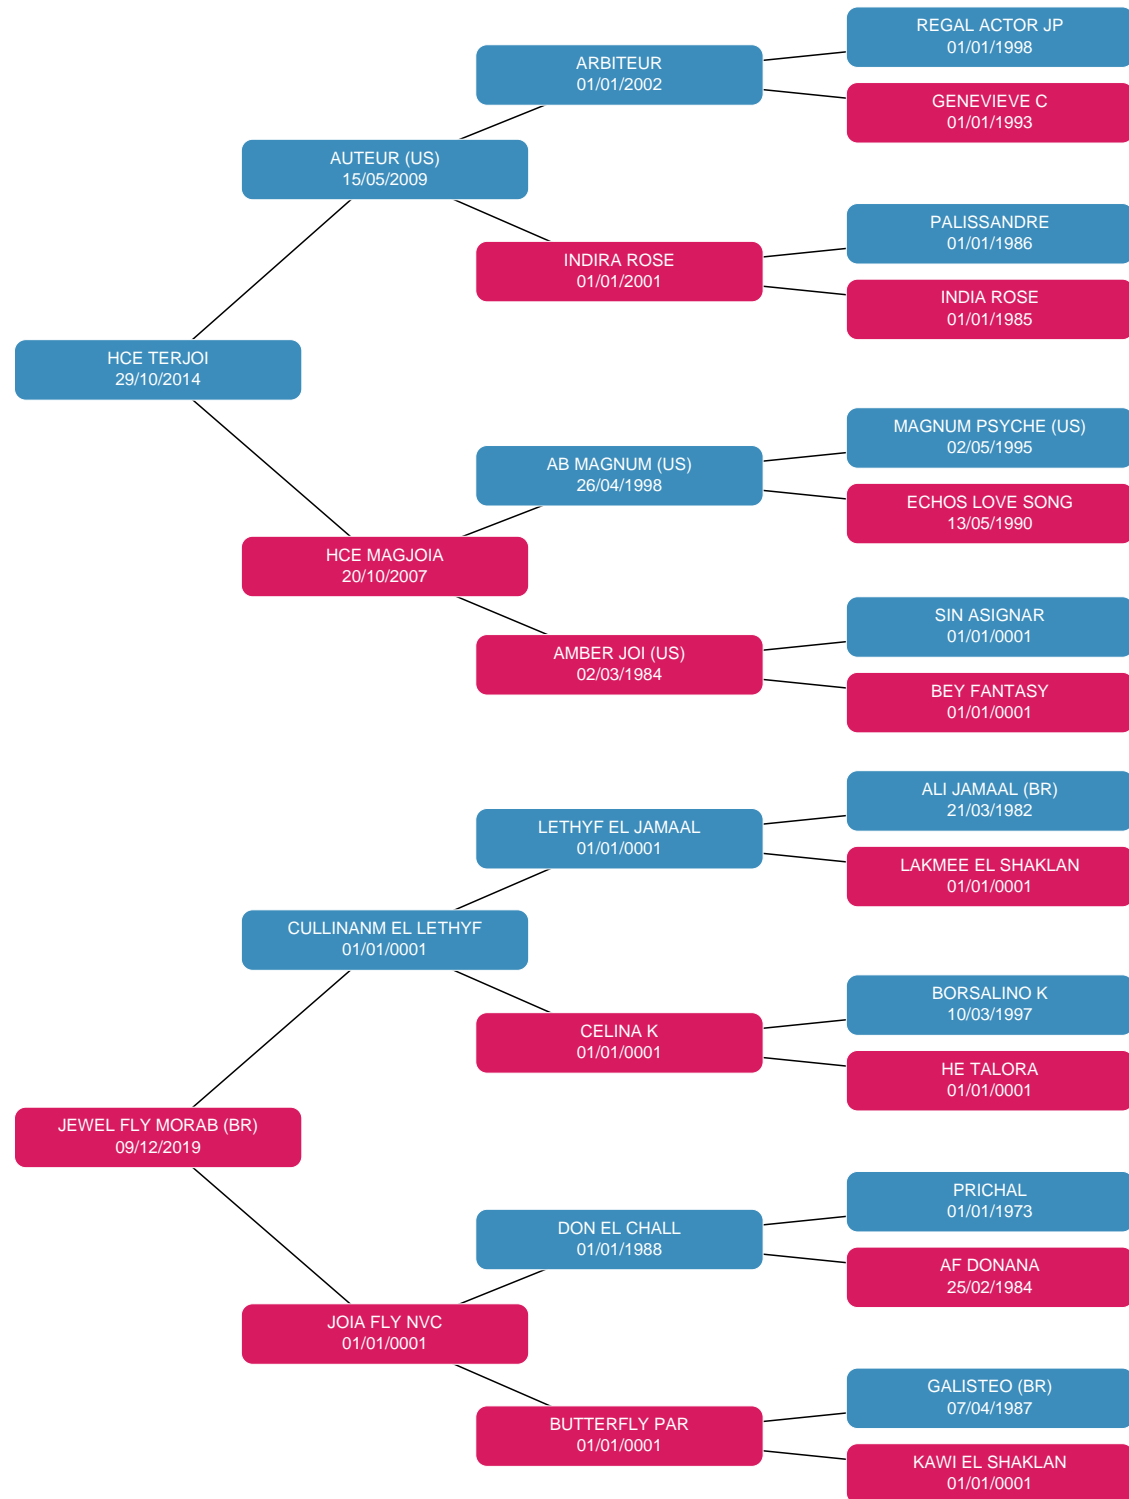 REGAL ACTOR JP
01/01/1998
ARBITEUR
01/01/2002
GENEVIEVE C
01/01/1993
AUTEUR (US)
15/05/2009
PALISSANDRE
01/01/1986
INDIRA ROSE
01/01/2001
INDIA ROSE
01/01/1985
HCE TERJOI
29/10/2014
MAGNUM PSYCHE (US)
02/05/1995
AB MAGNUM (US)
26/04/1998
ECHOS LOVE SONG
13/05/1990
HCE MAGJOIA
20/10/2007
SIN ASIGNAR
01/01/0001
AMBER JOI (US)
02/03/1984
BEY FANTASY
01/01/0001
ALI JAMAAL (BR)
21/03/1982
LETHYF EL JAMAAL
01/01/0001
LAKMEE EL SHAKLAN
01/01/0001
CULLINANM EL LETHYF
01/01/0001
BORSALINO K
10/03/1997
CELINA K
01/01/0001
HE TALORA
01/01/0001
JEWEL FLY MORAB (BR)
09/12/2019
PRICHAL
01/01/1973
DON EL CHALL
01/01/1988
AF DONANA
25/02/1984
JOIA FLY NVC
01/01/0001
GALISTEO (BR)
07/04/1987
BUTTERFLY PAR
01/01/0001
KAWI EL SHAKLAN
01/01/0001